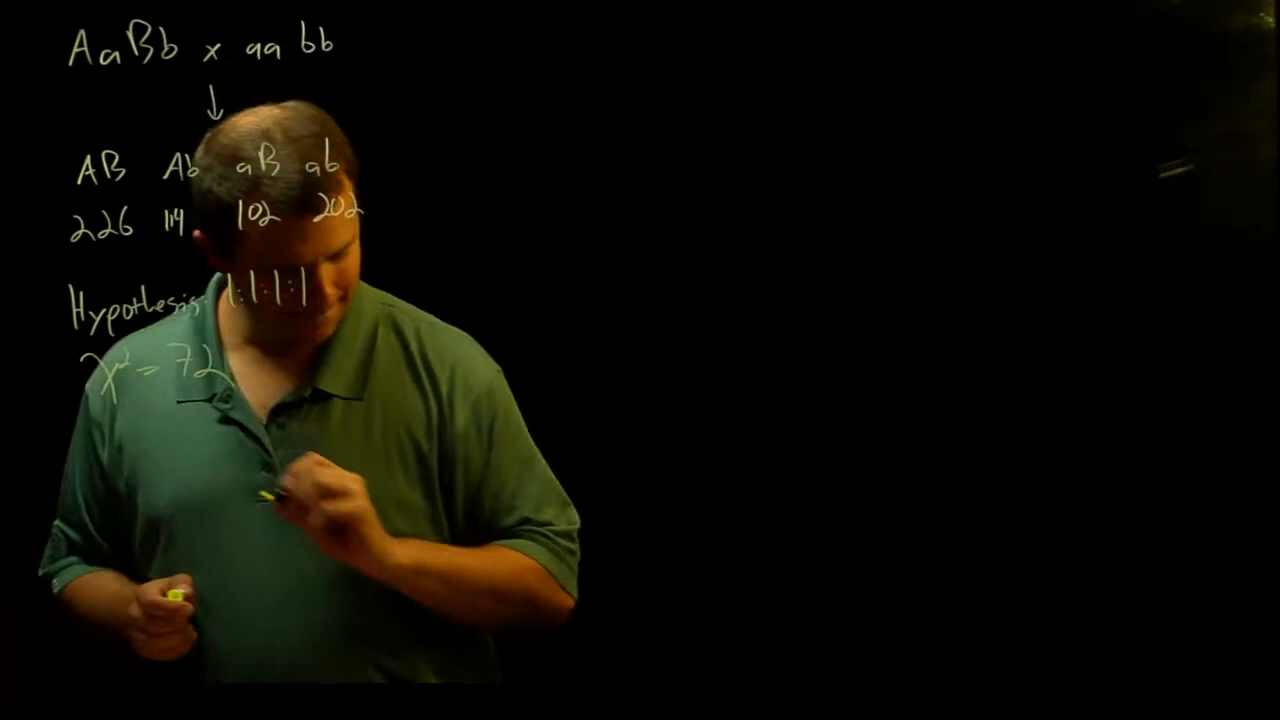 AaBb x aa bb
↓
AB Ab aB ab
226 114 102 202
Hypothesis: 1:1:1:1
χ² = 72